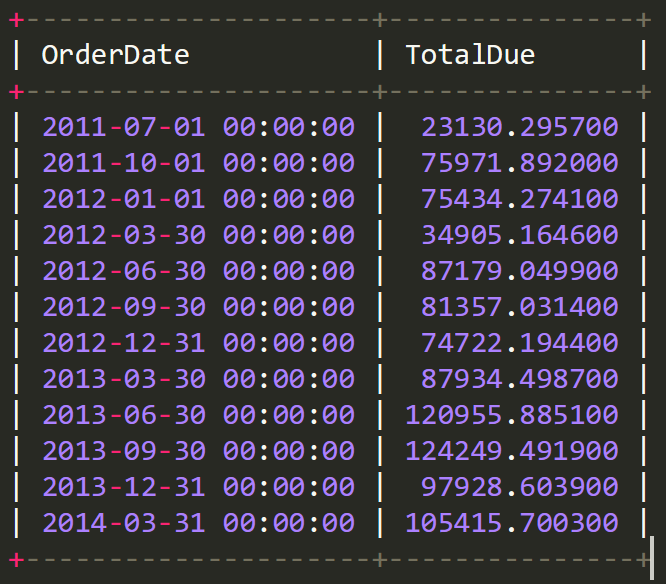 +---------------------+---------------+
| OrderDate           | TotalDue      |
+---------------------+---------------+
| 2011-07-01 00:00:00 |  23130.295700 |
| 2011-10-01 00:00:00 |  75971.892000 |
| 2012-01-01 00:00:00 |  75434.274100 |
| 2012-03-30 00:00:00 |  34905.164600 |
| 2012-06-30 00:00:00 |  87179.049900 |
| 2012-09-30 00:00:00 |  81357.031400 |
| 2012-12-31 00:00:00 |  74722.194400 |
| 2013-03-30 00:00:00 |  87934.498700 |
| 2013-06-30 00:00:00 | 120955.885100 |
| 2013-09-30 00:00:00 | 124249.491900 |
| 2013-12-31 00:00:00 |  97928.603900 |
| 2014-03-31 00:00:00 | 105415.700300 |
+---------------------+---------------+